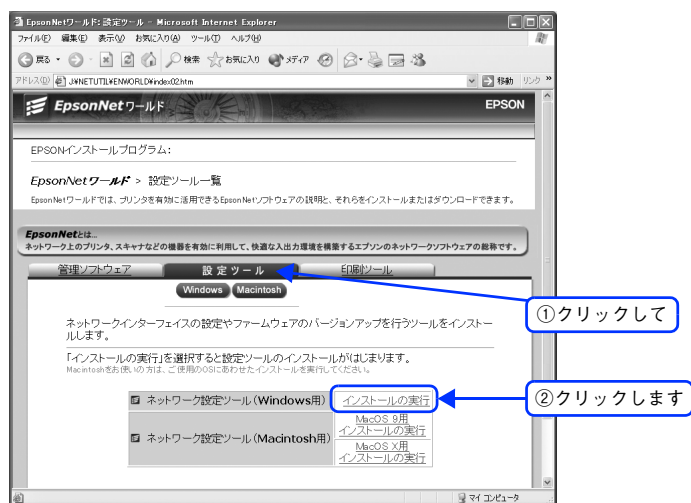 EpsonNetワールド: 設定ツール - Microsoft Internet Explorer
ファイル(F) 編集(E) 表示(V) お気に入り(A) ツール(T) ヘルプ(H)
戻る 検索 お気に入り メディア
アドレス(D) J:¥NETUTIL¥ENWORLD¥index02.htm 移動 リンク »
EpsonNetワールド EPSON
EPSONインストールプログラム:
EpsonNetワールド > 設定ツール一覧
EpsonNetワールドでは、プリンタを有効に活用できるEpsonNetソフトウェアの説明と、それらをインストールまたはダウンロードできます。
EpsonNetとは...
ネットワーク上のプリンタ、スキャナなどの機器を有効に利用して、快適な入出力環境を構築するエプソンのネットワークソフトウェアの総称です。
管理ソフトウェア 設定ツール 印刷ツール
Windows Macintosh
①クリックして
ネットワークインターフェイスの設定やファームウェアのバージョンアップを行うツールをインストー
ルします。
「インストールの実行」を選択すると設定ツールのインストールがはじまります。
Macintoshをお使いの方は、ご使用のOSにあわせたインストールを実行してください。
ネットワーク設定ツール(Windows用) インストールの実行
②クリックします
ネットワーク設定ツール(Macintosh用)
MacOS 9用
インストールの実行
MacOS X用
インストールの実行
マイ コンピュータ